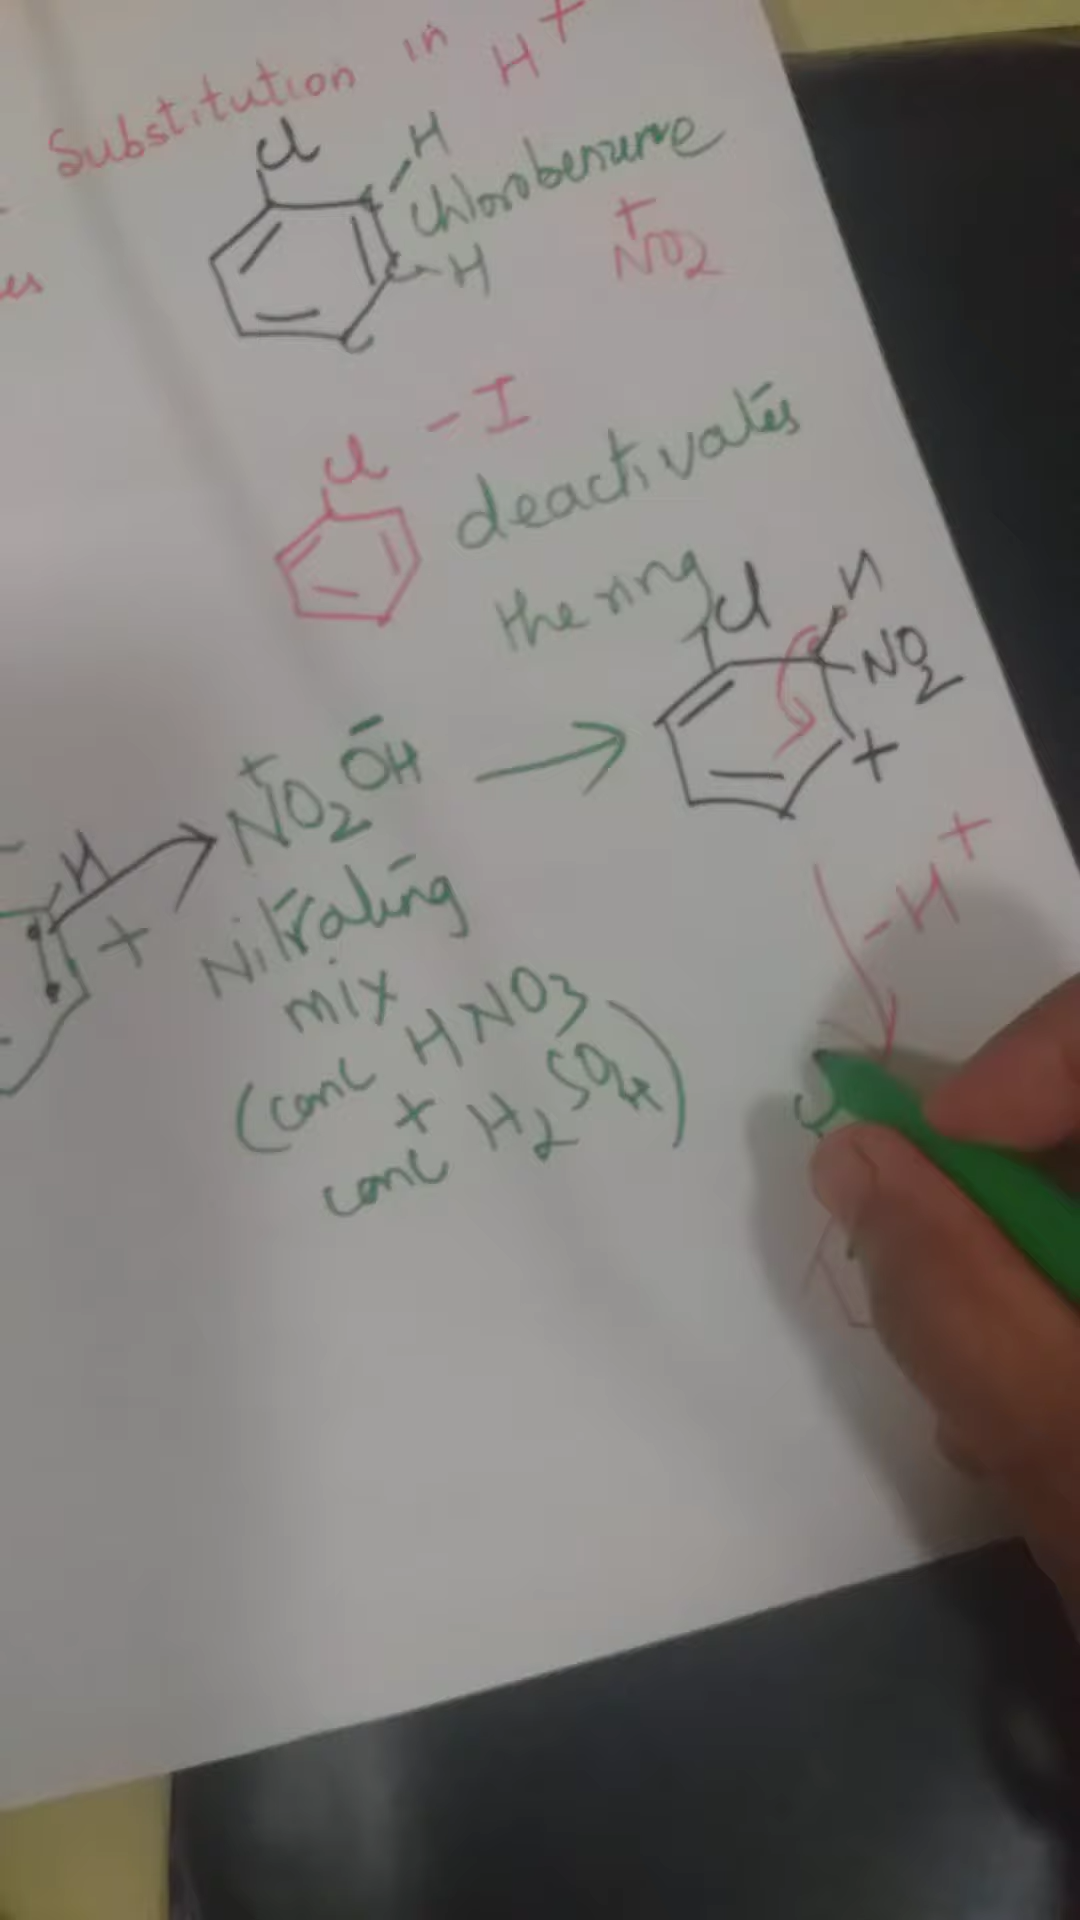 Substitution in H+
Cl
H
Chlorobenzene
H
+
NO2
Cl
- I
deactivates
the ring
Cl
H
NO2
+
+
NO2
-
OH
H
+
Nitrating
mix
(conc HNO3
+
conc H2SO4)
-H+